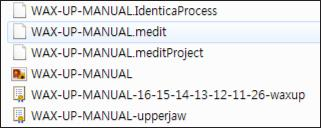 WAX-UP-MANUAL.IdenticaProcess
WAX-UP-MANUAL.medit
WAX-UP-MANUAL.meditProject
WAX-UP-MANUAL
WAX-UP-MANUAL-16-15-14-13-12-11-26-waxup
WAX-UP-MANUAL-upperjaw